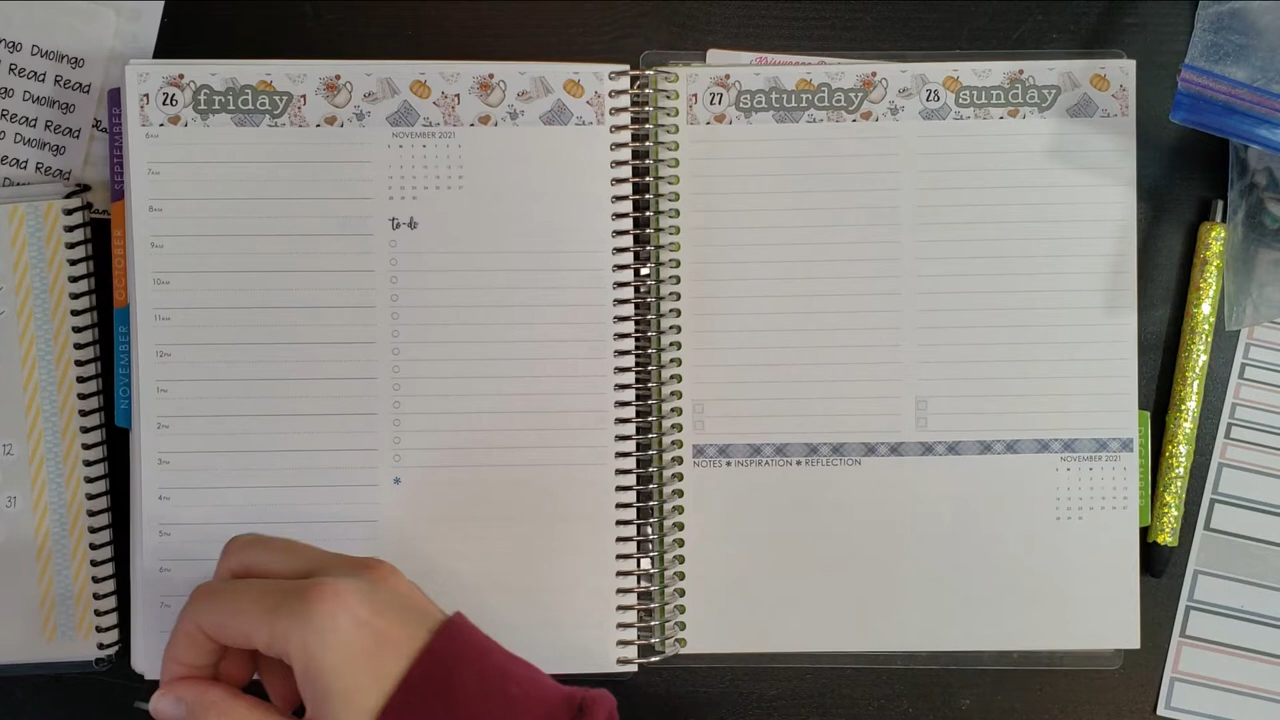 ngo Duolingo
Read Read
ngo Duolingo
Read Read
Duolingo
ead Read
SEPTEMBER
OCTOBER
NOVEMBER
12
31
26 friday
6AM
7AM
8AM
9AM
10AM
11AM
12PM
1PM
2PM
3PM
4PM
5PM
6PM
7PM
NOVEMBER 2021
S M T W T F S
to-do
*
27 saturday
28 sunday
NOTES * INSPIRATION * REFLECTION
NOVEMBER 2021
S M T W T F S
DECEMBER